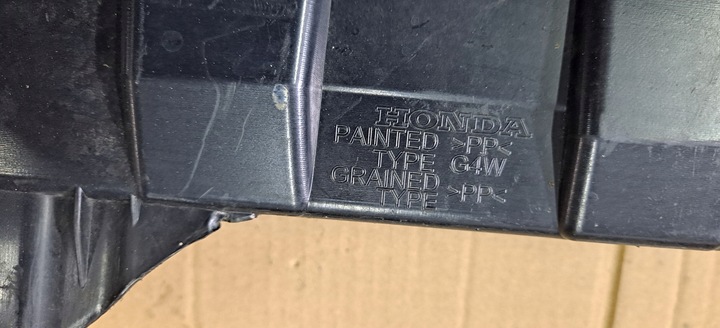 HONDA
PAINTED >PP<
TYPE G4W
GRAINED >PP<
TYPE